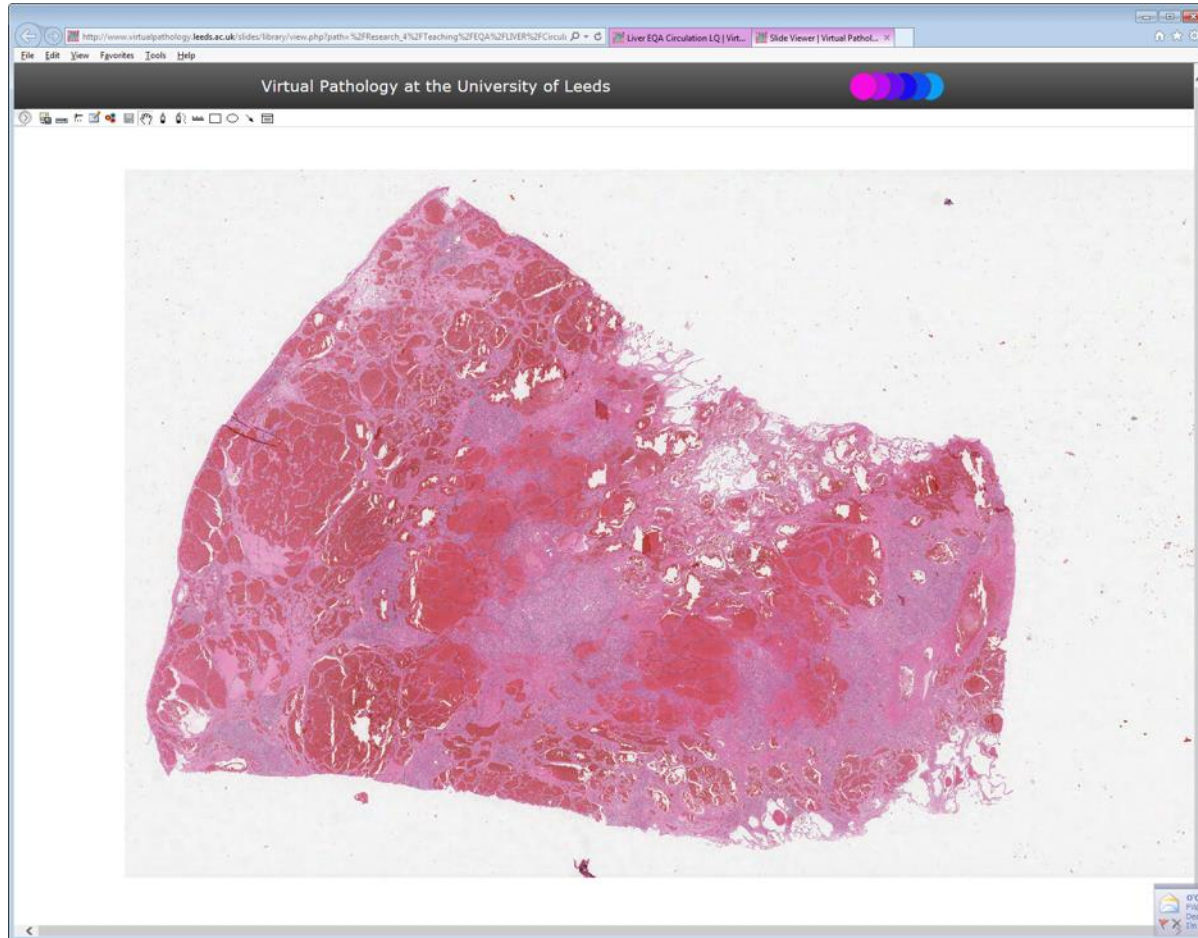 http://www.virtualpathology.leeds.ac.uk/slides/library/view.php?path=%2FResearch_4%2FTeaching%2FEQA%2FLIVER%2FCircul
Liver EQA Circulation LQ | Virt...
Slide Viewer | Virtual Pathol...
File Edit View Favorites Tools Help
Virtual Pathology at the University of Leeds